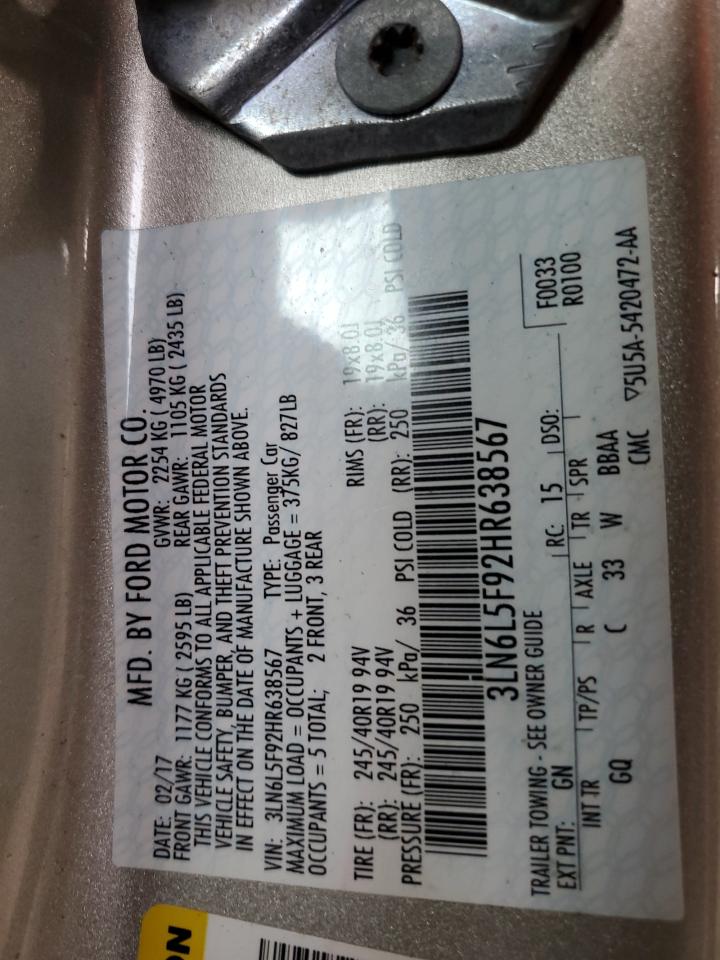 MFD. BY FORD MOTOR CO.
DATE: 02/17 GVWR: 2254 KG ( 4970 LB)
FRONT GAWR: 1177 KG ( 2595 LB) REAR GAWR: 1105 KG ( 2435 LB)
THIS VEHICLE CONFORMS TO ALL APPLICABLE FEDERAL MOTOR
VEHICLE SAFETY, BUMPER, AND THEFT PREVENTION STANDARDS
IN EFFECT ON THE DATE OF MANUFACTURE SHOWN ABOVE.
VIN: 3LN6L5F92HR638567 TYPE: Passenger Car
MAXIMUM LOAD = OCCUPANTS + LUGGAGE = 375KG/ 827LB
OCCUPANTS = 5 TOTAL; 2 FRONT, 3 REAR
TIRE (FR): 245/40R19 94V RIMS (FR): 19x8.0J
(RR): 245/40R19 94V (RR): 19x8.0J
PRESSURE (FR): 250 kPa/ 36 PSI COLD (RR): 250 kPa/ 36 PSI COLD
3LN6L5F92HR638567
TRAILER TOWING - SEE OWNER GUIDE
F0033
EXT PNT: GN RC: 15 DSO: R0100
INT TR TP/PS R AXLE TR SPR
GQ C 33 W BBAA
CMC ▽5U5A-5420472-AA
ON